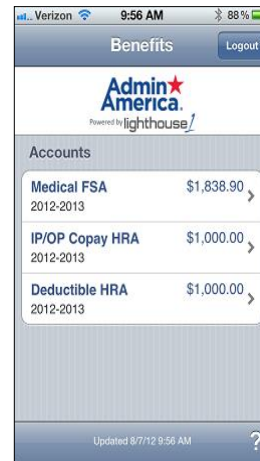 .. Verizon 9:56 AM 88%
Benefits Logout
Admin
America.
Powered by lighthouse1
Accounts
Medical FSA $1,838.90
2012-2013
IP/OP Copay HRA $1,000.00
2012-2013
Deductible HRA $1,000.00
2012-2013
Updated 8/7/12 9:56 AM ?